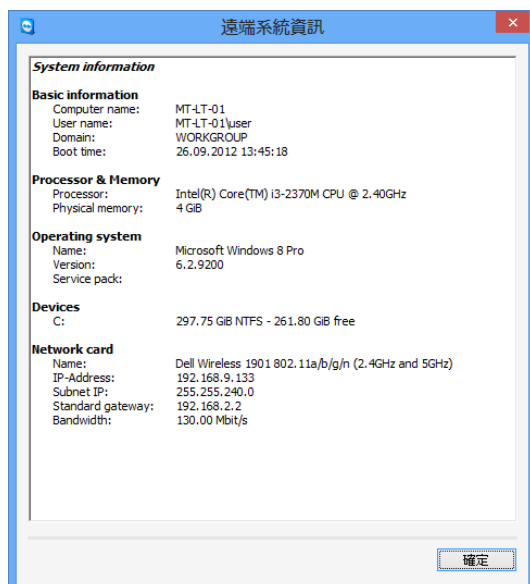 遠端系統資訊
System information
Basic information
Computer name: MT-LT-01
User name: MT-LT-01\user
Domain: WORKGROUP
Boot time: 26.09.2012 13:45:18
Processor & Memory
Processor: Intel(R) Core(TM) i3-2370M CPU @ 2.40GHz
Physical memory: 4 GiB
Operating system
Name: Microsoft Windows 8 Pro
Version: 6.2.9200
Service pack:
Devices
C: 297.75 GiB NTFS - 261.80 GiB free
Network card
Name: Dell Wireless 1901 802.11a/b/g/n (2.4GHz and 5GHz)
IP-Address: 192.168.9.133
Subnet IP: 255.255.240.0
Standard gateway: 192.168.2.2
Bandwidth: 130.00 Mbit/s
確定